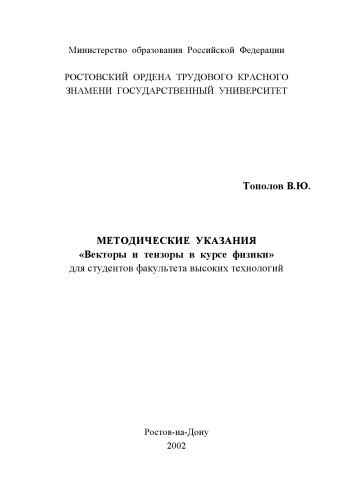 Министерство образования Российской Федерации
РОСТОВСКИЙ ОРДЕНА ТРУДОВОГО КРАСНОГО
ЗНАМЕНИ ГОСУДАРСТВЕННЫЙ УНИВЕРСИТЕТ
Тополов В.Ю.
МЕТОДИЧЕСКИЕ УКАЗАНИЯ
«Векторы и тензоры в курсе физики»
для студентов факультета высоких технологий
Ростов-на-Дону
2002